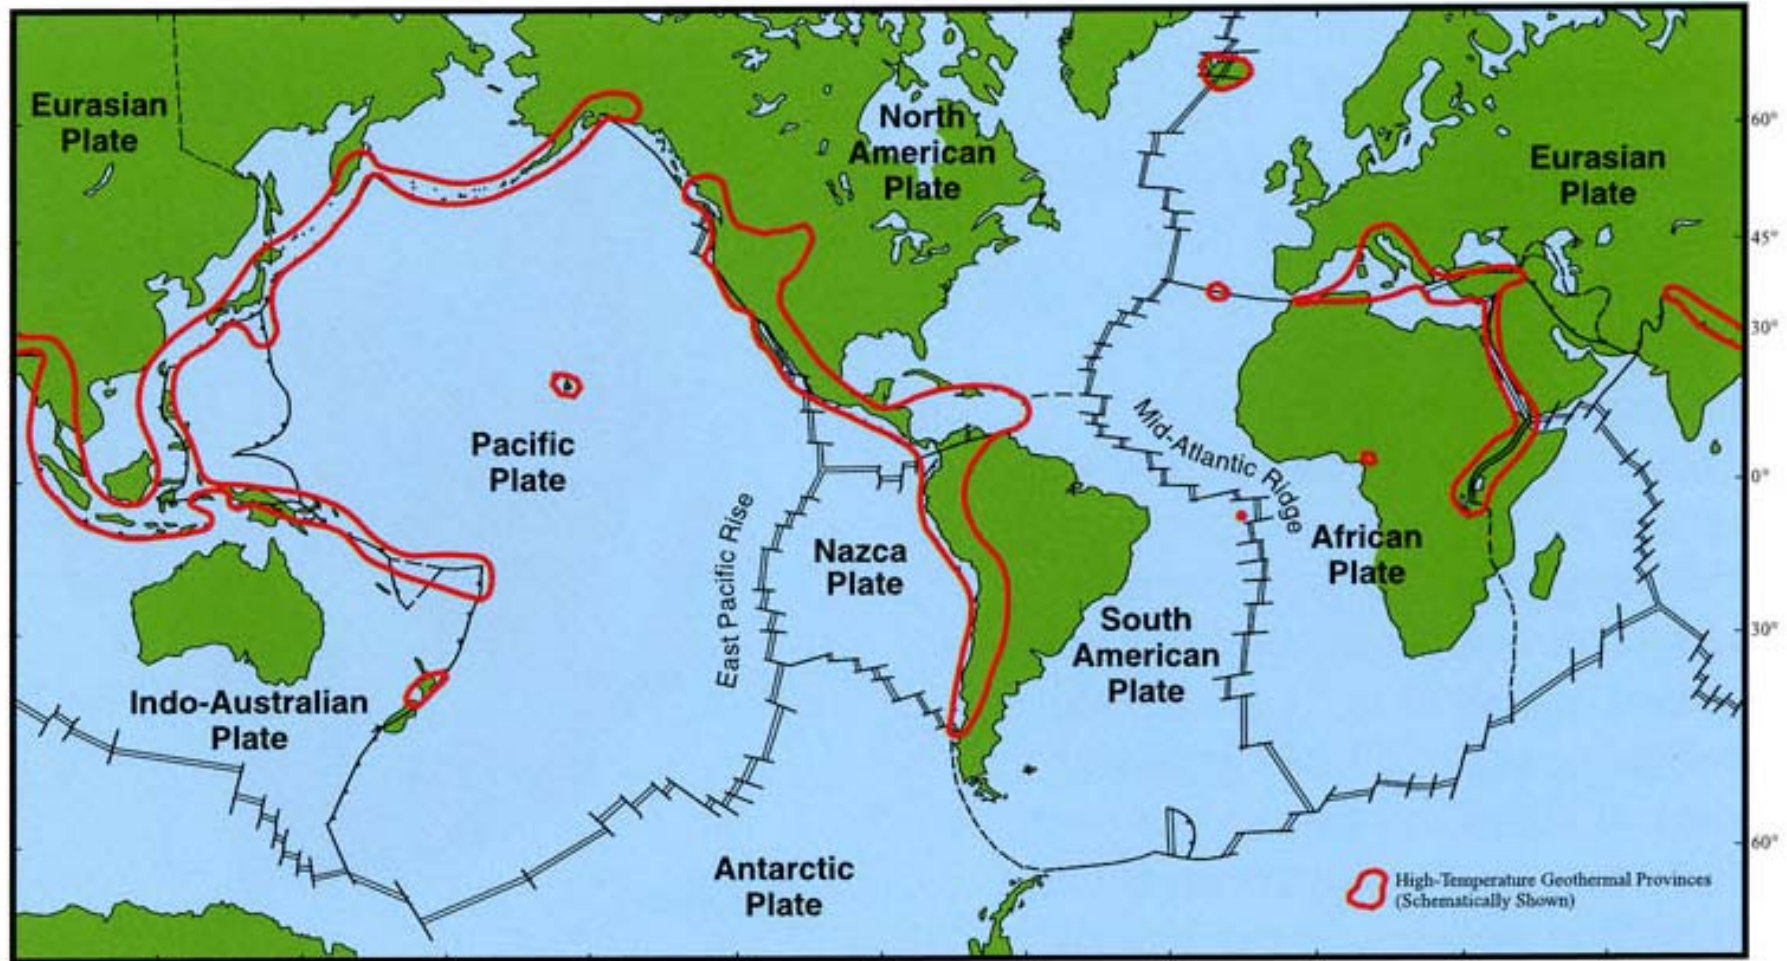 Eurasian
Plate
North
American
Plate
Eurasian
Plate
60°
45°
30°
Pacific
Plate
Mid-Atlantic Ridge
0°
East Pacific Rise
Nazca
Plate
African
Plate
South
American
Plate
30°
Indo-Australian
Plate
60°
Antarctic
Plate
High-Temperature Geothermal Provinces
(Schematically Shown)